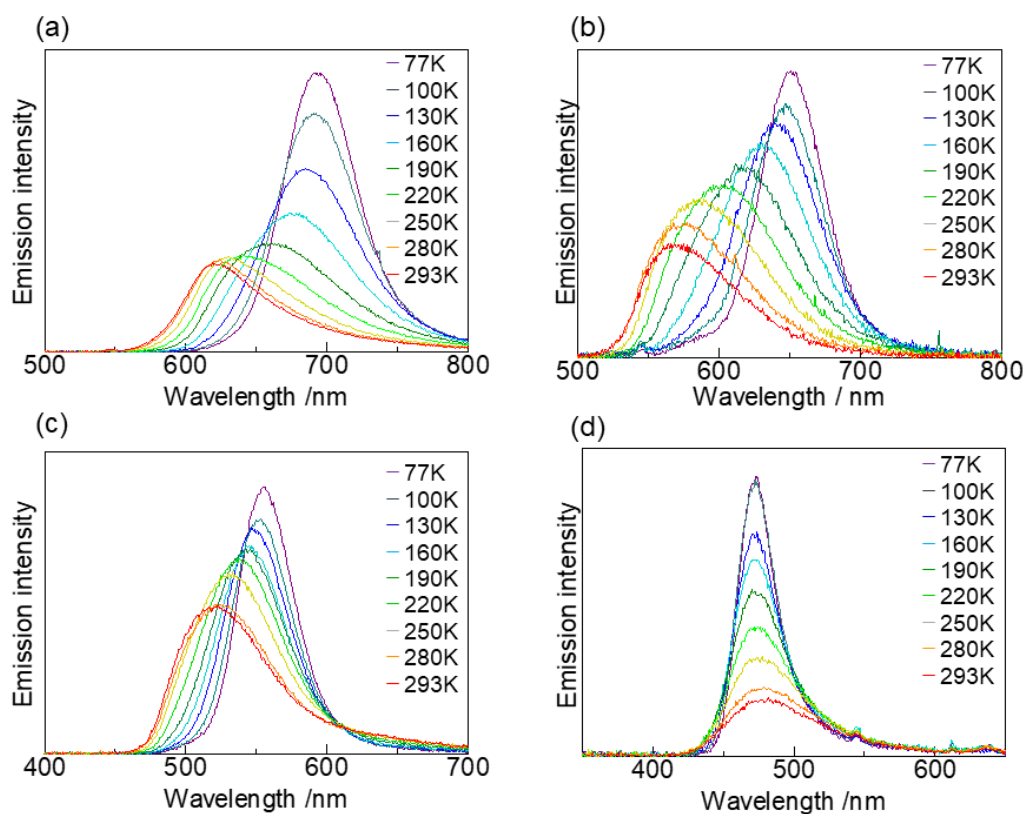 (a)
Emission intensity
77K
100K
130K
160K
190K
220K
250K
280K
293K
500 600 700 800
Wavelength /nm
(b)
Emission intensity
77K
100K
130K
160K
190K
220K
250K
280K
293K
500 600 700 800
Wavelength / nm
(c)
Emission intensity
77K
100K
130K
160K
190K
220K
250K
280K
293K
400 500 600 700
Wavelength /nm
(d)
Emission intensity
77K
100K
130K
160K
190K
220K
250K
280K
293K
400 500 600
Wavelength /nm